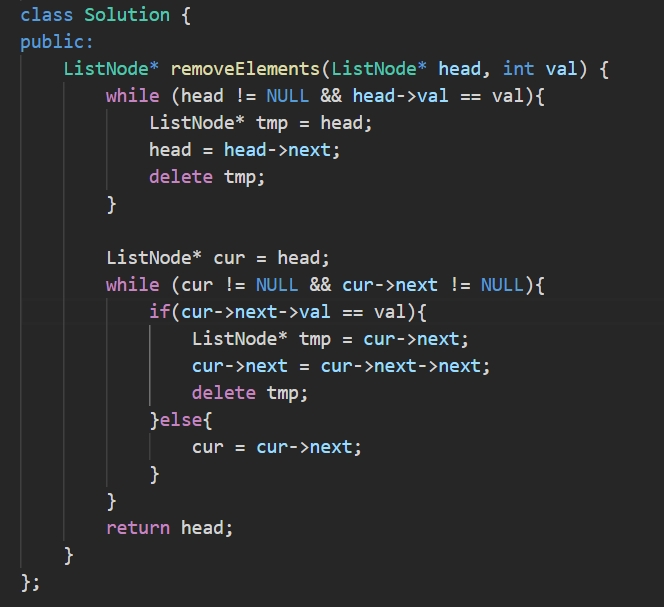 class Solution {
public:
    ListNode* removeElements(ListNode* head, int val) {
        while (head != NULL && head->val == val){
            ListNode* tmp = head;
            head = head->next;
            delete tmp;
        }

        ListNode* cur = head;
        while (cur != NULL && cur->next != NULL){
            if(cur->next->val == val){
                ListNode* tmp = cur->next;
                cur->next = cur->next->next;
                delete tmp;
            }else{
                cur = cur->next;
            }
        }
        return head;
    }
};